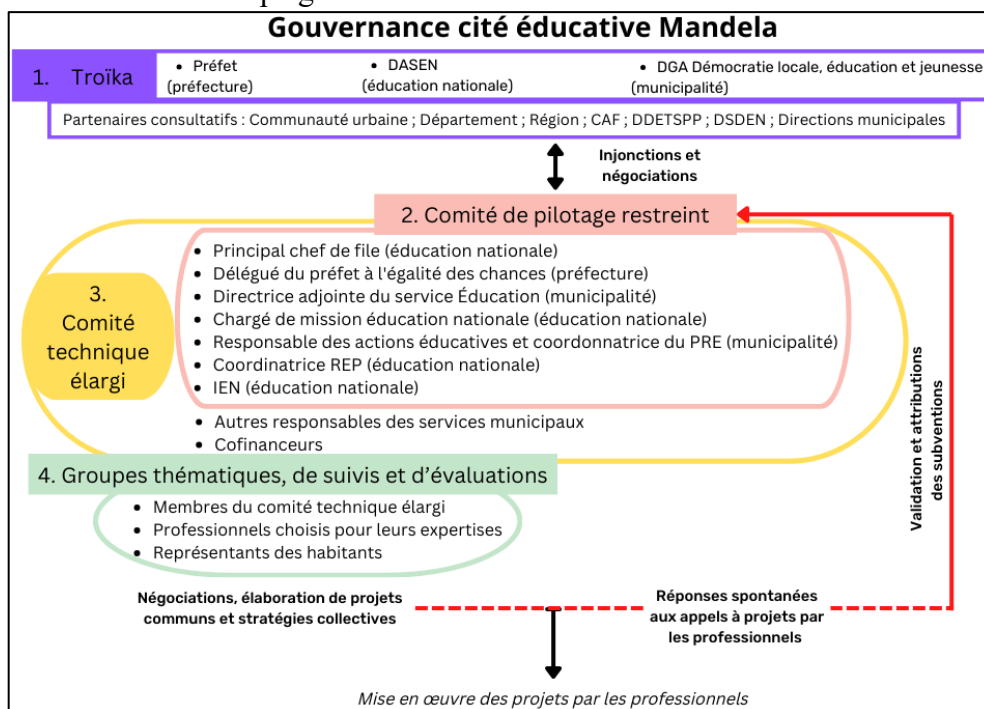 Gouvernance cité éducative Mandela
1. Troïka
• Préfet
(préfecture)
• DASEN
(éducation nationale)
• DGA Démocratie locale, éducation et jeunesse
(municipalité)
Partenaires consultatifs : Communauté urbaine ; Département ; Région ; CAF ; DDETSPP ; DSDEN ; Directions municipales
Injonctions et
négociations
2. Comité de pilotage restreint
• Principal chef de file (éducation nationale)
• Délégué du préfet à l'égalité des chances (préfecture)
• Directrice adjointe du service Éducation (municipalité)
• Chargé de mission éducation nationale (éducation nationale)
• Responsable des actions éducatives et coordonnatrice du PRE (municipalité)
• Coordinatrice REP (éducation nationale)
• IEN (éducation nationale)
3.
Comité
technique
élargi
• Autres responsables des services municipaux
• Cofinanceurs
4. Groupes thématiques, de suivis et d’évaluations
• Membres du comité technique élargi
• Professionnels choisis pour leurs expertises
• Représentants des habitants
Validation et attributions
des subventions
Négociations, élaboration de projets
communs et stratégies collectives
Réponses spontanées
aux appels à projets par
les professionnels
Mise en œuvre des projets par les professionnels